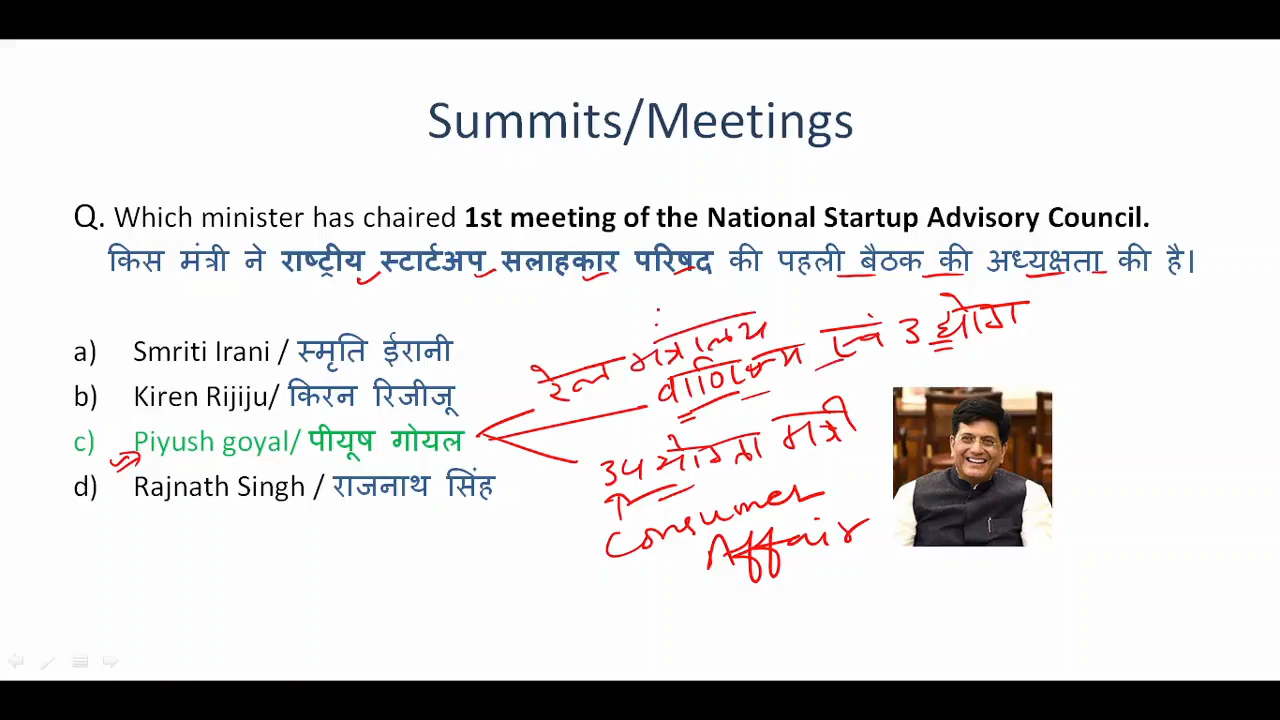 Summits/Meetings
Q. Which minister has chaired 1st meeting of the National Startup Advisory Council.
किस मंत्री ने राष्ट्रीय स्टार्टअप सलाहकार परिषद की पहली बैठक की अध्यक्षता की है।
a) Smriti Irani / स्मृति ईरानी
b) Kiren Rijiju/ किरन रिजीजू
c) Piyush goyal/ पीयूष गोयल
d) Rajnath Singh / राजनाथ सिंह
रेल मंत्रालय
वाणिज्य एवं उद्योग
उपभोगता मंत्री
Consumer
Affair